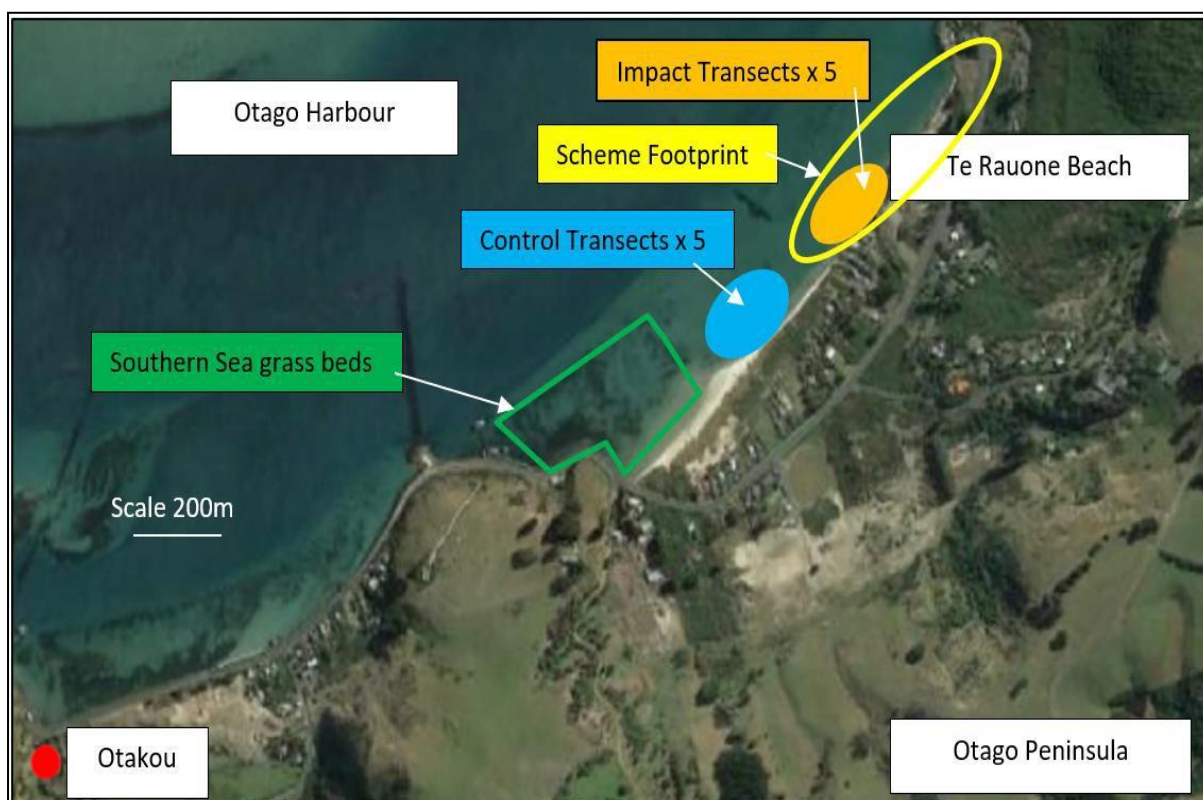 Impact Transects x 5
Otago Harbour
Scheme Footprint
Te Rauone Beach
Control Transects x 5
Southern Sea grass beds
Scale 200m
Otakou
Otago Peninsula